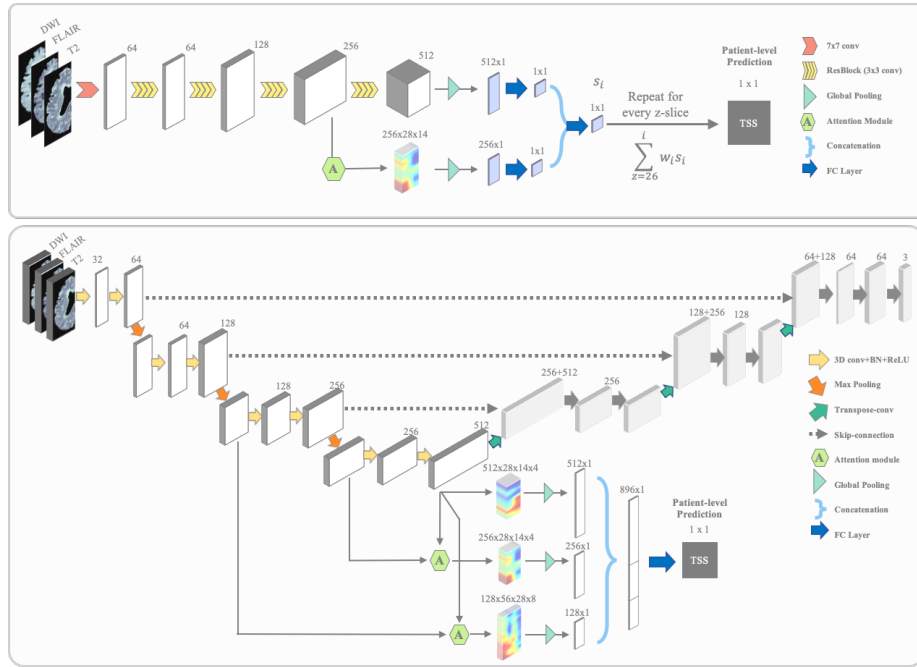 DWI
FLAIR
T2
64
64
128
256
512
512x1
1x1
s_i
1x1
Repeat for
every z-slice
i
∑ w_i s_i
z=26
Patient-level
Prediction
1 x 1
TSS
256x28x14
A
256x1
1x1
7x7 conv
ResBlock (3x3 conv)
Global Pooling
A
Attention Module
Concatenation
FC Layer
DWI
FLAIR
T2
32
64
64
128
128
256
256
512
256+512
256
128+256
128
64+128
64
64
3
512x28x14x4
512x1
896x1
A
256x28x14x4
256x1
A
128x56x28x8
128x1
Patient-level
Prediction
1 x 1
TSS
3D conv+BN+ReLU
Max Pooling
Transpose-conv
Skip-connection
A
Attention module
Global Pooling
Concatenation
FC Layer